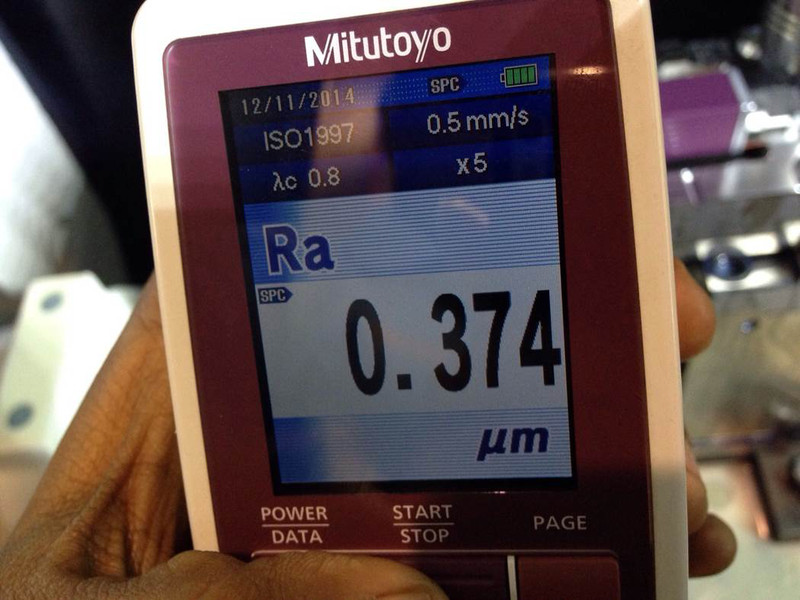 Mitutoyo
12/11/2014 SPC
ISO1997 0.5 mm/s
λc 0.8 x5
Ra
SPC
0.374
µm
POWER START PAGE
DATA STOP